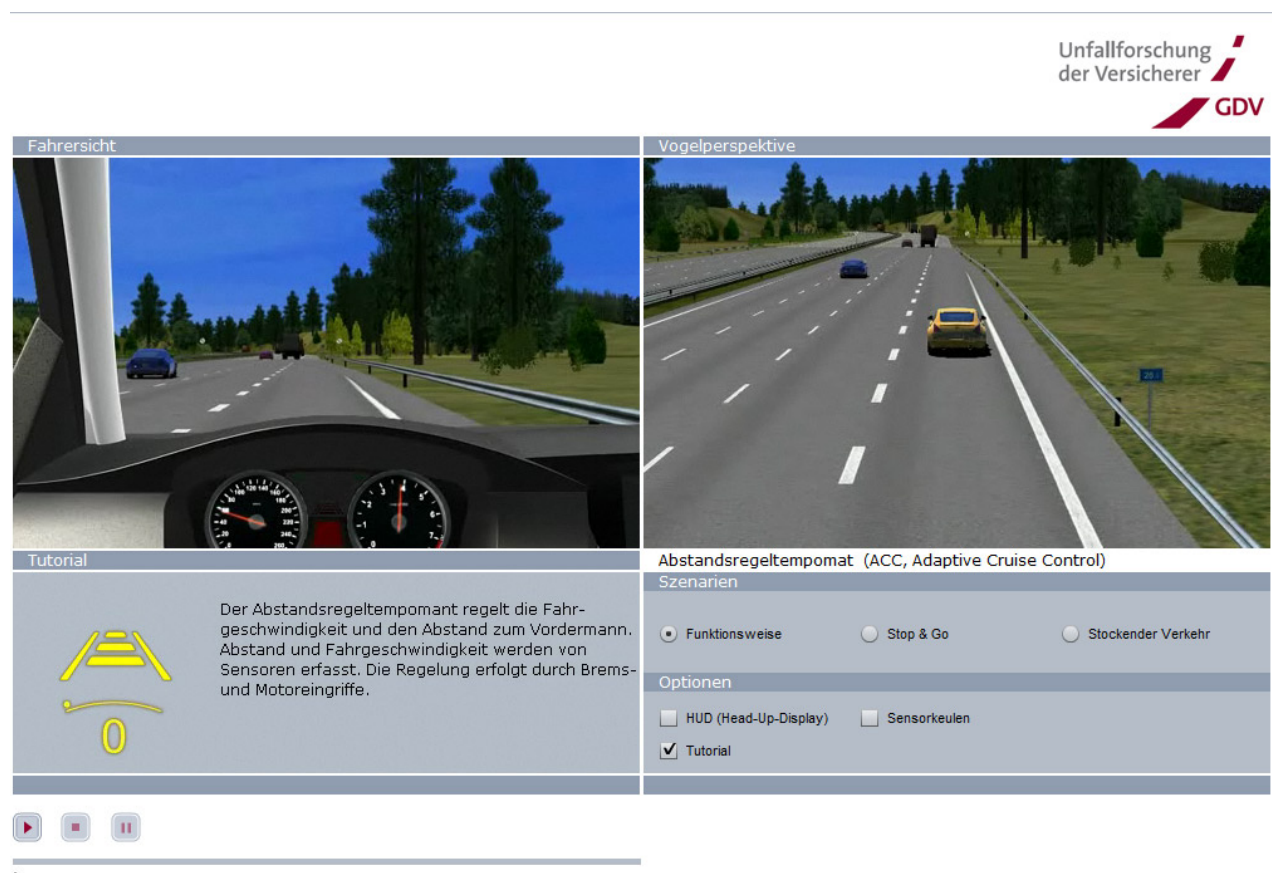 Unfallforschung
der Versicherer
GDV
Fahrersicht
Vogelperspektive
Tutorial
Der Abstandsregeltempomant regelt die Fahr-
geschwindigkeit und den Abstand zum Vordermann.
Abstand und Fahrgeschwindigkeit werden von
Sensoren erfasst. Die Regelung erfolgt durch Brems-
und Motoreingriffe.
0
Abstandsregeltempomat (ACC, Adaptive Cruise Control)
Szenarien
Funktionsweise
Stop & Go
Stockender Verkehr
Optionen
HUD (Head-Up-Display)
Sensorkeulen
Tutorial